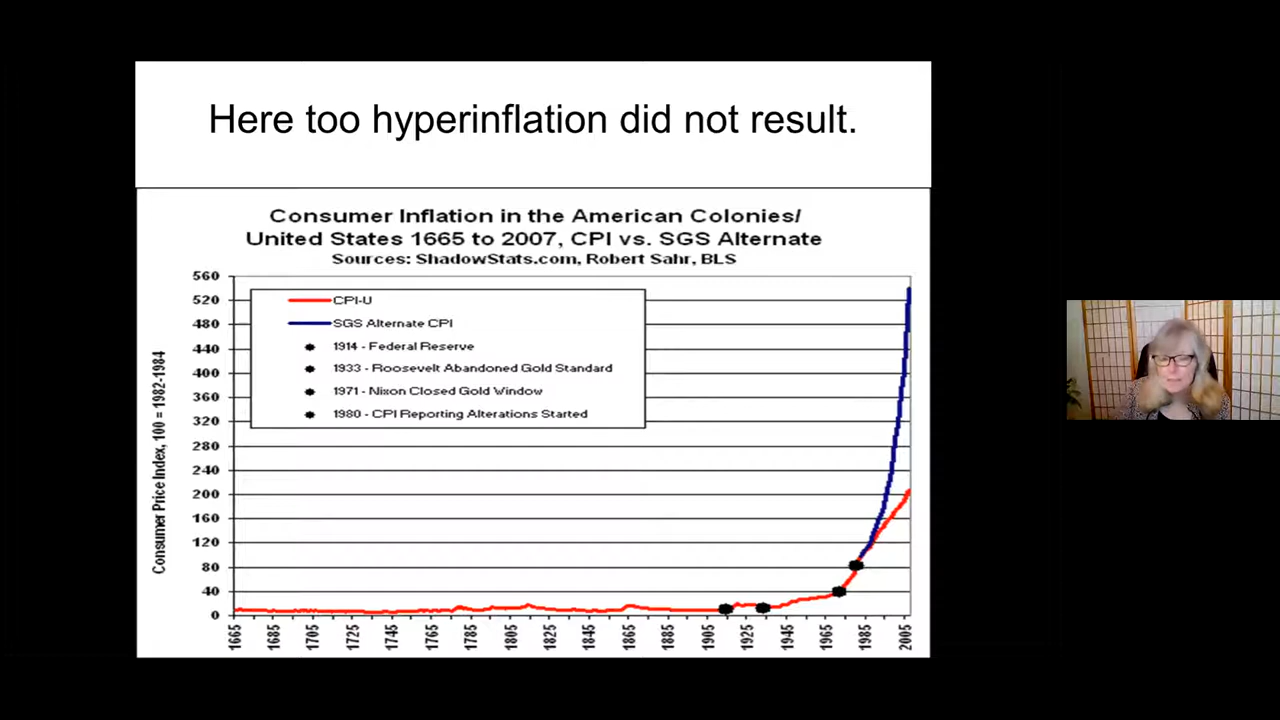 Here too hyperinflation did not result.
Consumer Inflation in the American Colonies/
United States 1665 to 2007, CPI vs. SGS Alternate
Sources: ShadowStats.com, Robert Sahr, BLS
Consumer Price Index, 100 = 1982-1984
560
520
480
440
400
360
320
280
240
200
160
120
80
40
0
CPI-U
SGS Alternate CPI
1914 - Federal Reserve
1933 - Roosevelt Abandoned Gold Standard
1971 - Nixon Closed Gold Window
1980 - CPI Reporting Alterations Started
1665 1685 1705 1725 1745 1765 1785 1805 1825 1845 1865 1885 1905 1925 1945 1965 1985 2005